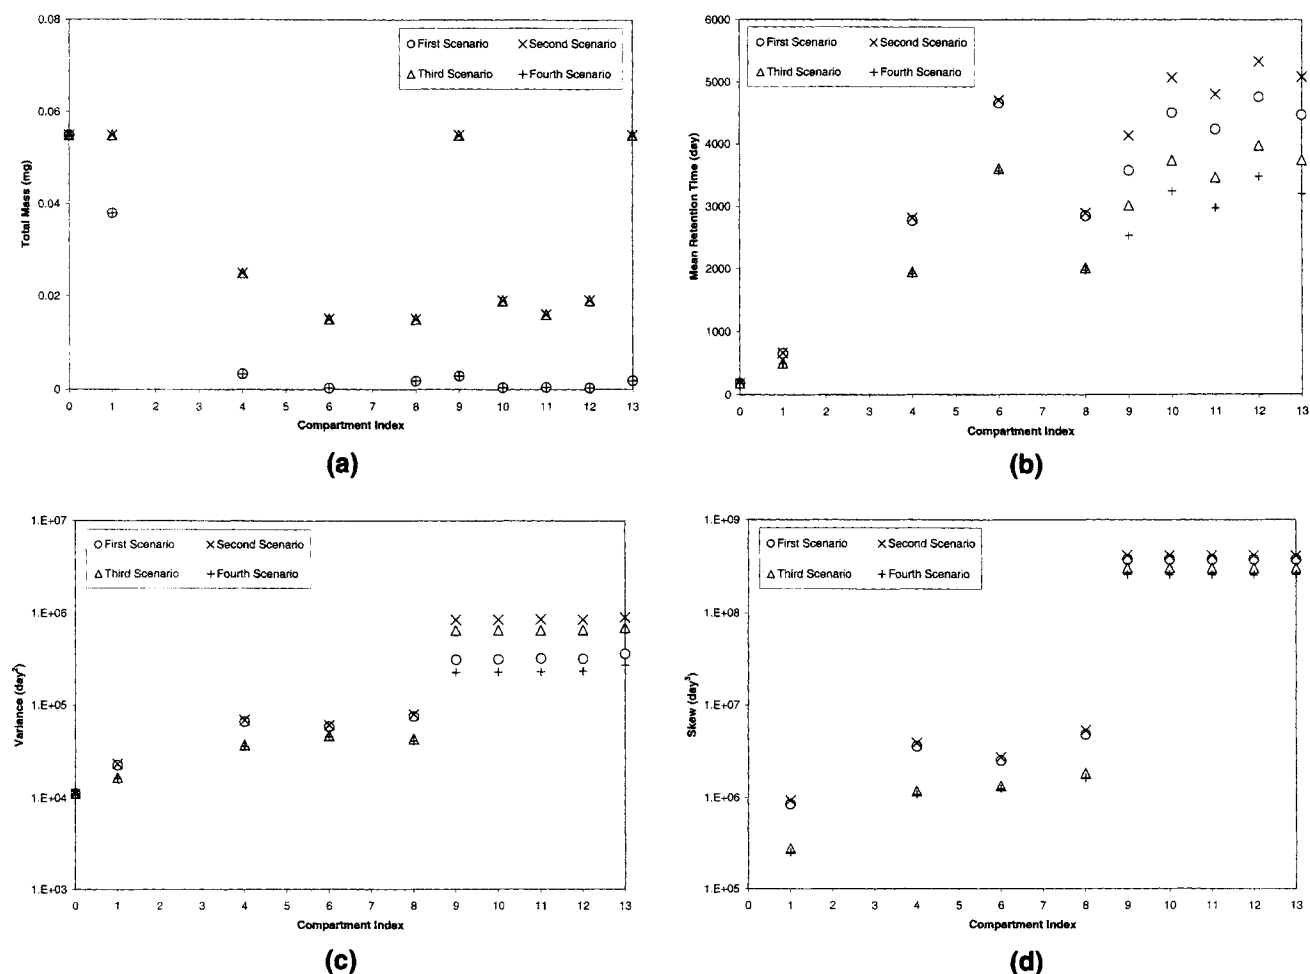 0.08
0.06
0.04
0.02
0
Total Mass (mg)
First Scenario Second Scenario
Third Scenario Fourth Scenario
0 1 2 3 4 5 6 7 8 9 10 11 12 13
Compartment Index
(a)
6000
5000
4000
3000
2000
1000
0
Mean Retention Time (day)
First Scenario Second Scenario
Third Scenario Fourth Scenario
0 1 2 3 4 5 6 7 8 9 10 11 12 13
Compartment Index
(b)
1.E+07
1.E+06
1.E+05
1.E+04
1.E+03
Variance (day²)
First Scenario Second Scenario
Third Scenario Fourth Scenario
0 1 2 3 4 5 6 7 8 9 10 11 12 13
Compartment Index
(c)
1.E+09
1.E+08
1.E+07
1.E+06
1.E+05
Skew (day³)
First Scenario Second Scenario
Third Scenario Fourth Scenario
0 1 2 3 4 5 6 7 8 9 10 11 12 13
Compartment Index
(d)